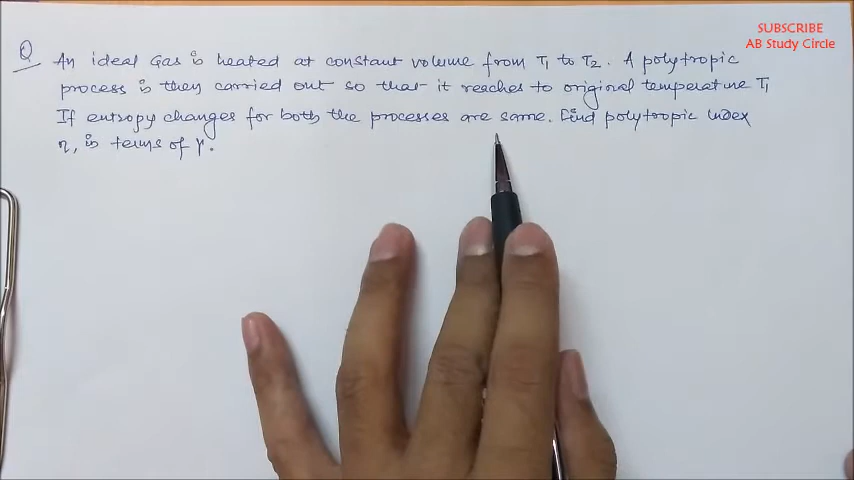 SUBSCRIBE
AB Study Circle
Q An ideal Gas is heated at constant volume from T1 to T2. A polytropic
process is then carried out so that it reaches to original temperature T1
If entropy changes for both the processes are same. Find polytropic index
n, in terms of γ.